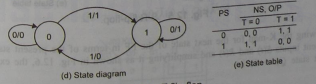 1/1
0/0
0
1
0/1
1/0
(d) State diagram
PS NS, O/P
T = 0 T = 1
0 0, 0 1, 1
1 1, 1 0, 0
(e) State table